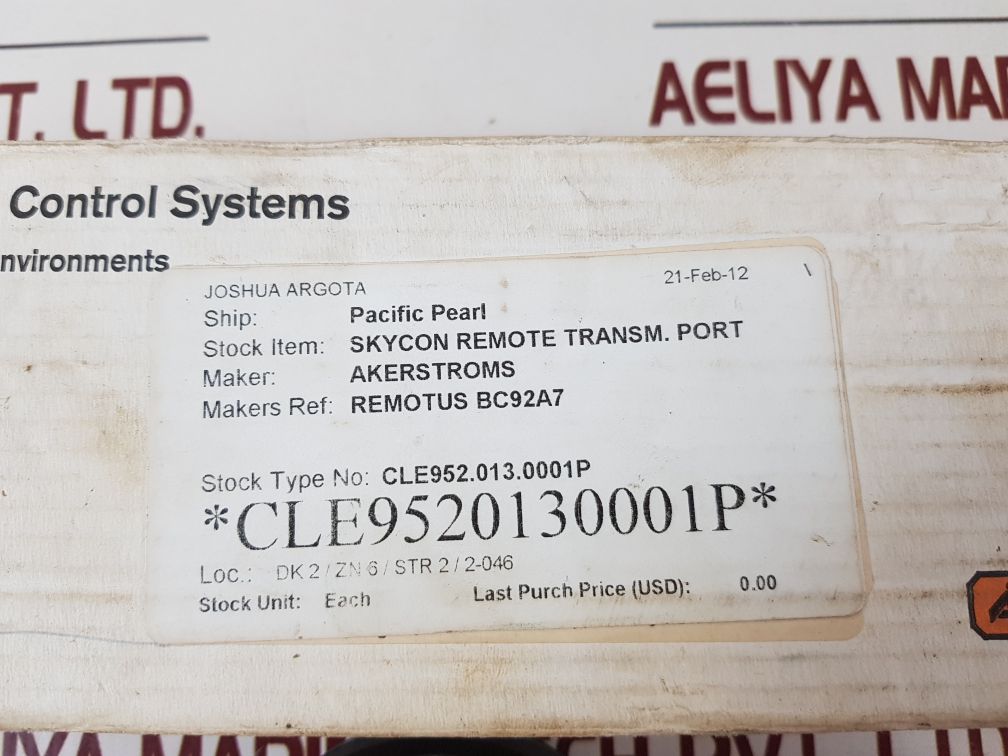 T. LTD.
AELIYA
Control Systems
JOSHUA ARGOTA 21-Feb-12
Ship: Pacific Pearl
Stock Item: SKYCON REMOTE TRANSM. PORT
Maker: AKERSTROMS
Makers Ref: REMOTUS BC92A7
Stock Type No: CLE952.013.0001P
*CLE9520130001P*
Loc.: DK 2 / ZN 6 / STR 2 / 2-046
Stock Unit: Each Last Purch Price (USD): 0.00